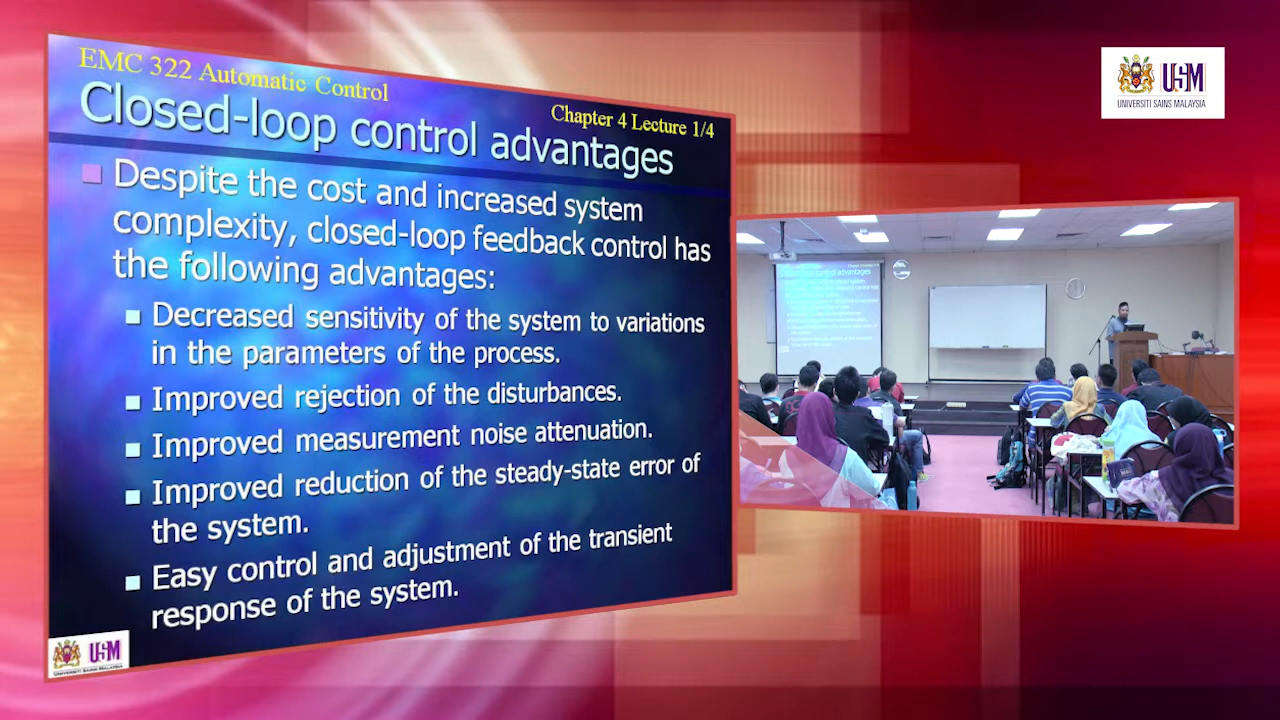 EMC 322 Automatic Control
Chapter 4 Lecture 1/4
Closed-loop control advantages
Despite the cost and increased system
complexity, closed-loop feedback control has
the following advantages:
Decreased sensitivity of the system to variations
in the parameters of the process.
Improved rejection of the disturbances.
Improved measurement noise attenuation.
Improved reduction of the steady-state error of
the system.
Easy control and adjustment of the transient
response of the system.
USM
UNIVERSITI SAINS MALAYSIA
USM
UNIVERSITI SAINS MALAYSIA